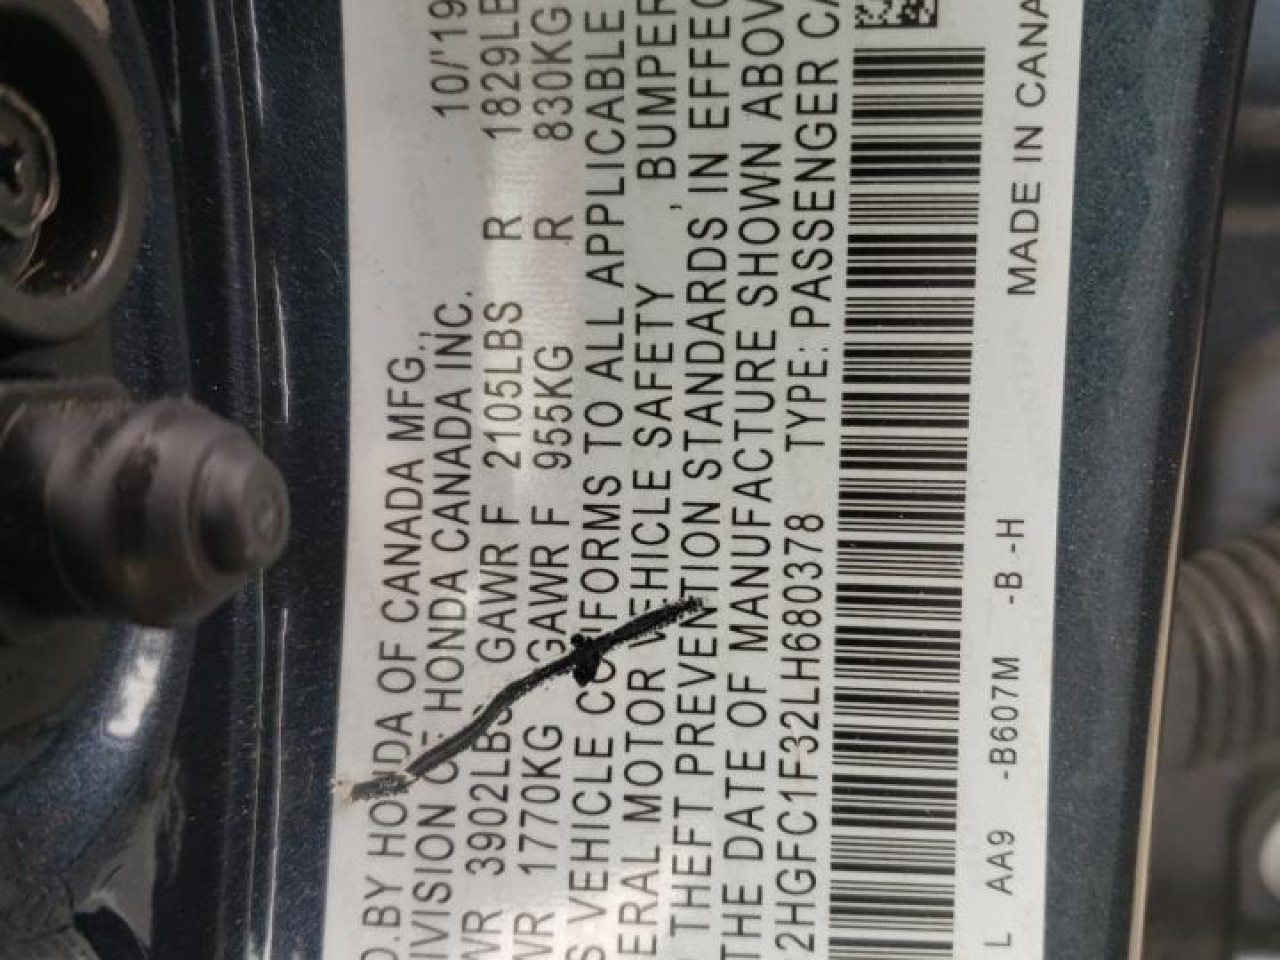 D.BY HONDA OF CANADA MFG.,
IVISION OF HONDA CANADA INC. 10/'19
WR 3902LBS GAWR F 2105LBS R 1829LB
WR 1770KG GAWR F 955KG R 830KG
S VEHICLE CONFORMS TO ALL APPLICABLE
ERAL MOTOR VEHICLE SAFETY , BUMPER
THEFT PREVENTION STANDARDS IN EFFEC
THE DATE OF MANUFACTURE SHOWN ABOV
2HGFC1F32LH680378 TYPE: PASSENGER CA
L AA9 -B607M -B -H MADE IN CANA